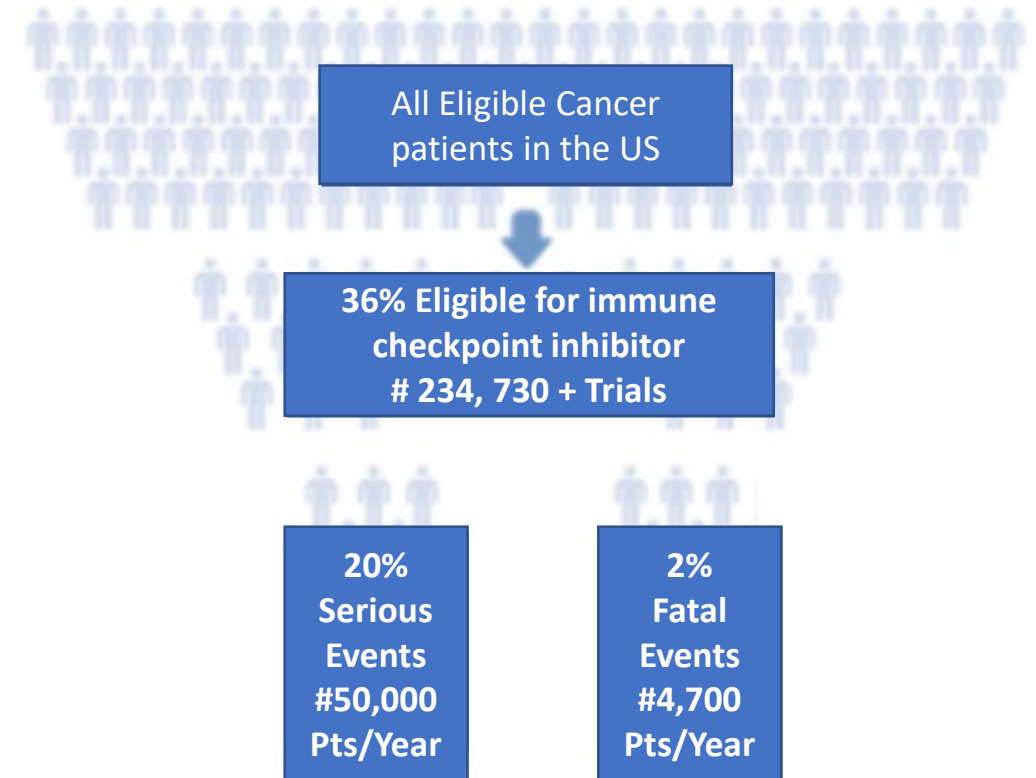 All Eligible Cancer
patients in the US
36% Eligible for immune
checkpoint inhibitor
# 234, 730 + Trials
20%
Serious
Events
#50,000
Pts/Year
2%
Fatal
Events
#4,700
Pts/Year